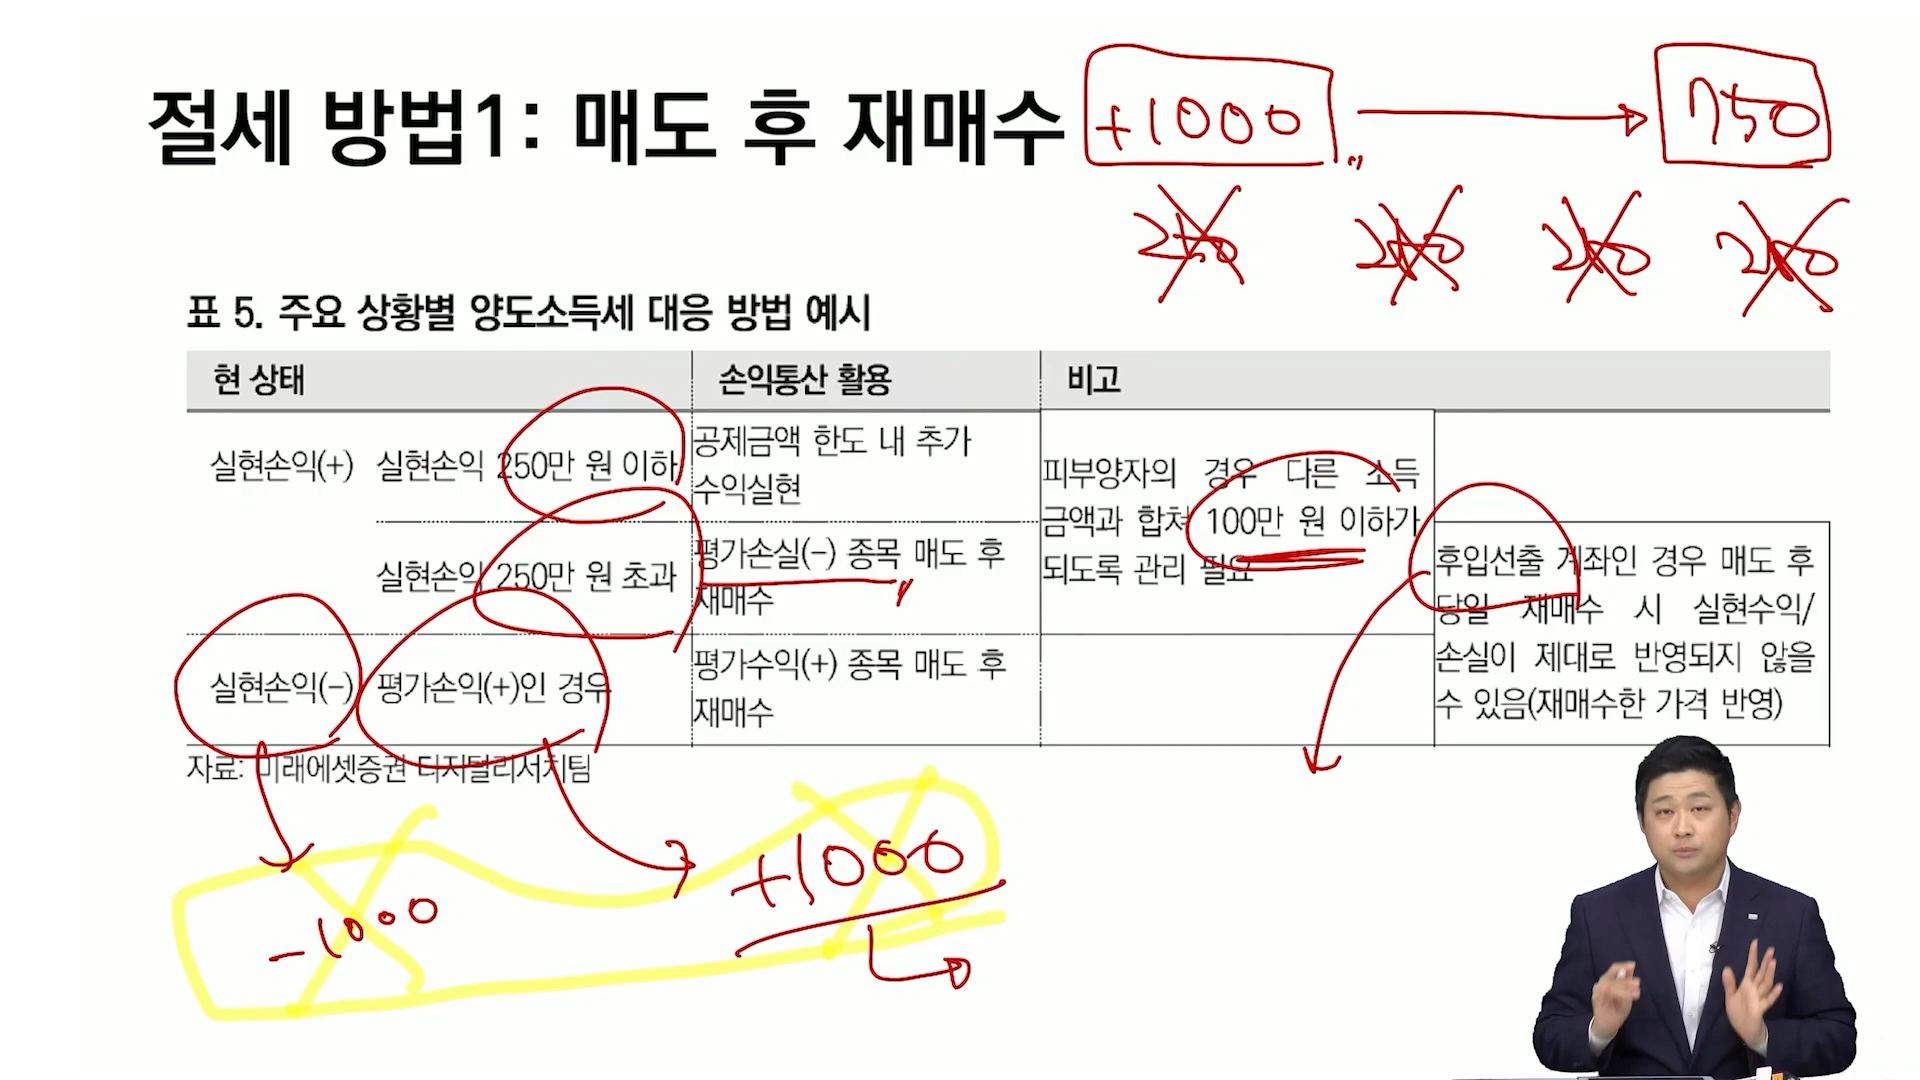 절세 방법1: 매도 후 재매수
+1000
750
250 250 250 250
표 5. 주요 상황별 양도소득세 대응 방법 예시
현 상태
손익통산 활용
비고
실현손익(+)
실현손익 250만 원 이하
공제금액 한도 내 추가
수익실현
피부양자의 경우 다른 소득
금액과 합쳐 100만 원 이하가
되도록 관리 필요
실현손익 250만 원 초과
평가손실(-) 종목 매도 후
재매수
후입선출 계좌인 경우 매도 후
당일 재매수 시 실현수익/
손실이 제대로 반영되지 않을
수 있음(재매수한 가격 반영)
실현손익(-)
평가손익(+)인 경우
평가수익(+) 종목 매도 후
재매수
자료: 미래에셋증권 디지털리서치팀
-1000
+1000